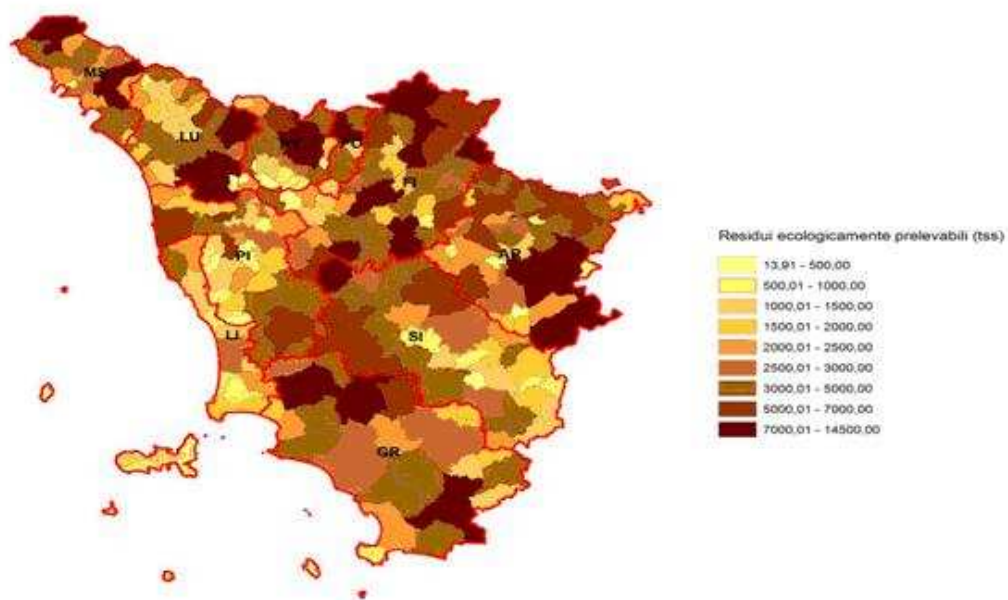 MS
LU
PI
FI
AR
LI
SI
GR
Residui ecologicamente prelevabili (tss)
13,91 - 500,00
500,01 - 1000,00
1000,01 - 1500,00
1500,01 - 2000,00
2000,01 - 2500,00
2500,01 - 3000,00
3000,01 - 5000,00
5000,01 - 7000,00
7000,01 - 14500,00